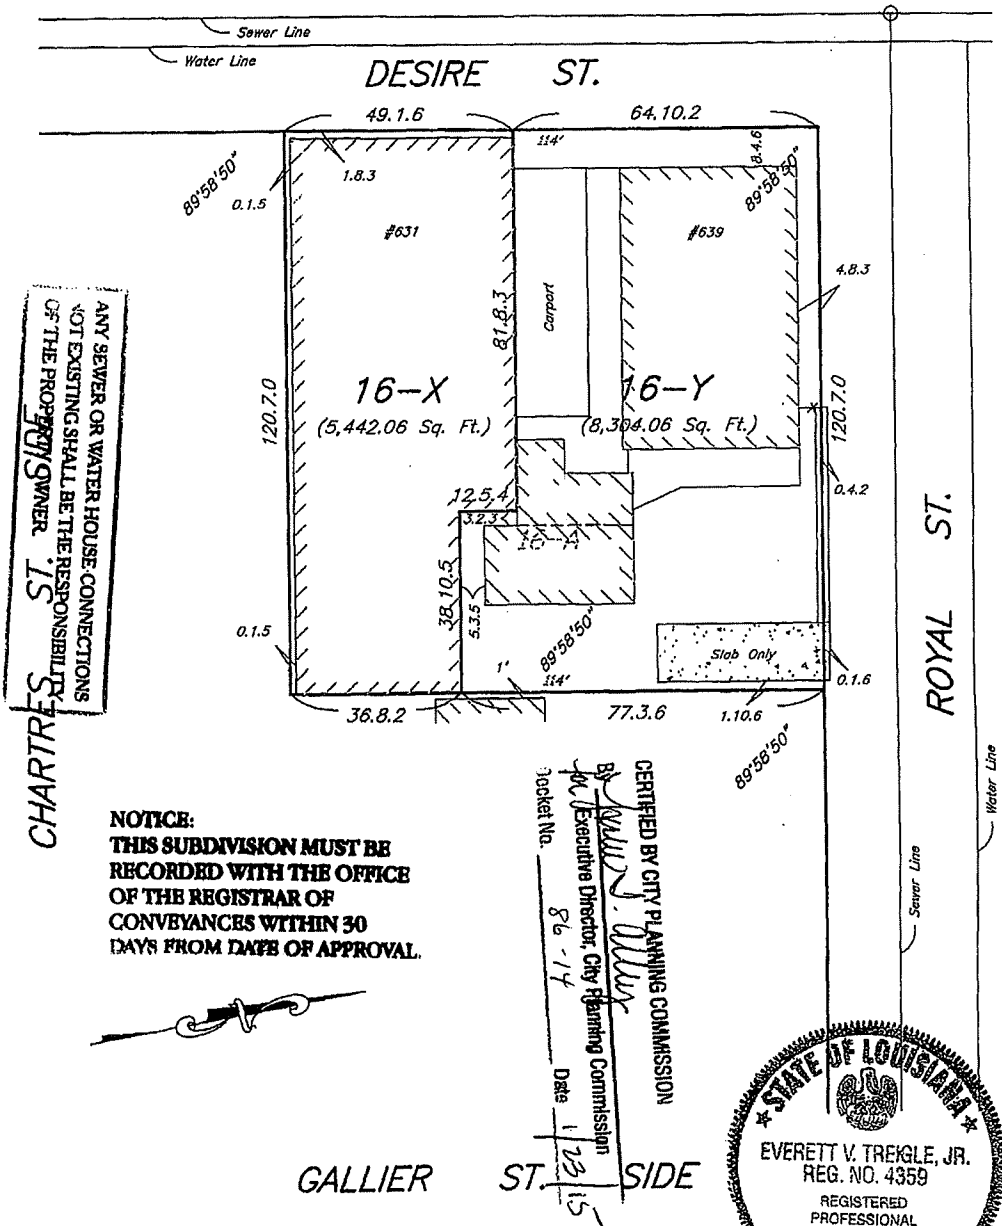 Sewer Line
Water Line
DESIRE ST.
49.1.6
64.10.2
114'
8.4.6
89°58'50"
89°58'50"
1.8.3
0.1.5
#631
#639
4.8.3
Carport
81.8.3
16-X
(5,442.06 Sq. Ft.)
16-Y
(8,304.06 Sq. Ft.)
120.7.0
120.7.0
ANY SEWER OR WATER HOUSE CONNECTIONS
NOT EXISTING SHALL BE THE RESPONSIBILITY
OF THE PROPERTY OWNER
CHARTRES ST. SIDE
12.5.4
3.2.3
16-A
0.4.2
38.10.5
5.3.5
89°58'50"
0.1.5
Slab Only
0.1.6
1'
114'
36.8.2
77.3.6
1.10.6
89°58'50"
ROYAL ST.
Water Line
Sewer Line
NOTICE:
THIS SUBDIVISION MUST BE
RECORDED WITH THE OFFICE
OF THE REGISTRAR OF
CONVEYANCES WITHIN 30
DAYS FROM DATE OF APPROVAL.
N
CERTIFIED BY CITY PLANNING COMMISSION
By
for Executive Director, City Planning Commission
Docket No. 86-14 Date 1/23/15
GALLIER ST. SIDE
STATE OF LOUISIANA
EVERETT V. TREIGLE, JR.
REG. NO. 4359
REGISTERED
PROFESSIONAL